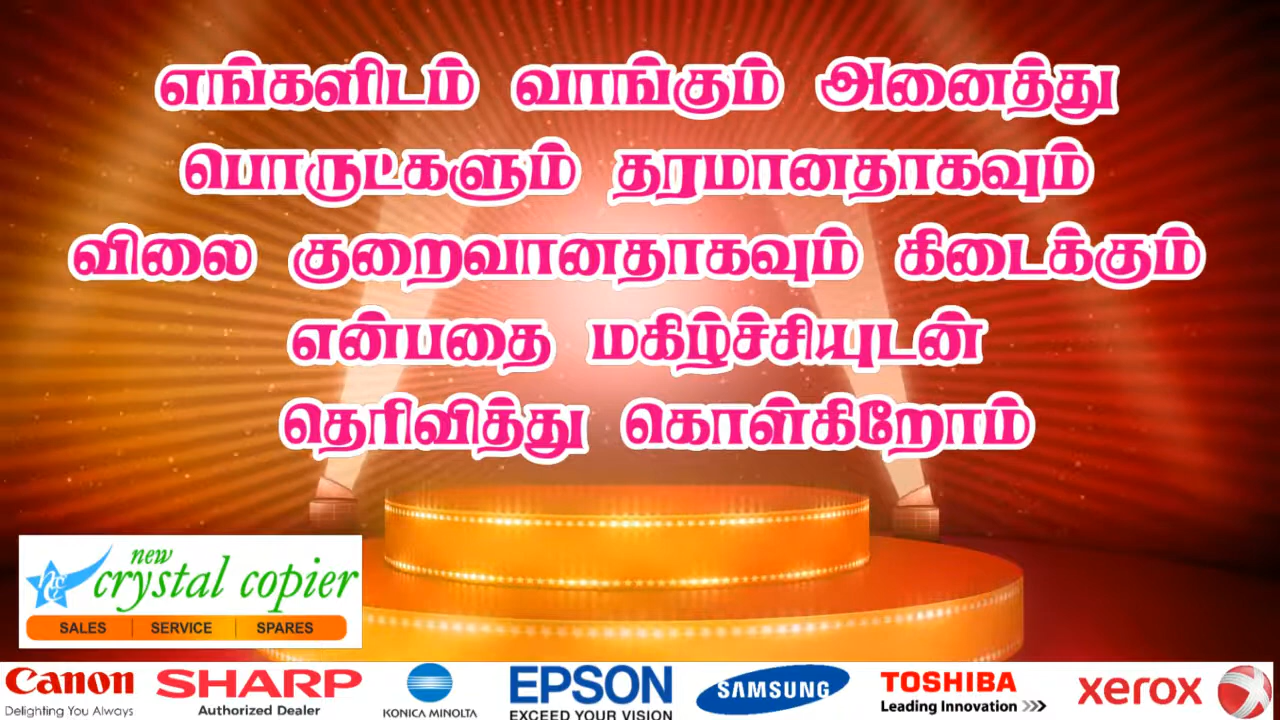 எங்களிடம் வாங்கும் அனைத்து
பொருட்களும் தரமானதாகவும்
விலை குறைவானதாகவும் கிடைக்கும்
என்பதை மகிழ்ச்சியுடன்
தெரிவித்து கொள்கிறோம்
new
crystal copier
ncc
SALES SERVICE SPARES
Canon SHARP EPSON SAMSUNG TOSHIBA xerox
Delighting You Always Authorized Dealer KONICA MINOLTA EXCEED YOUR VISION Leading Innovation >>>